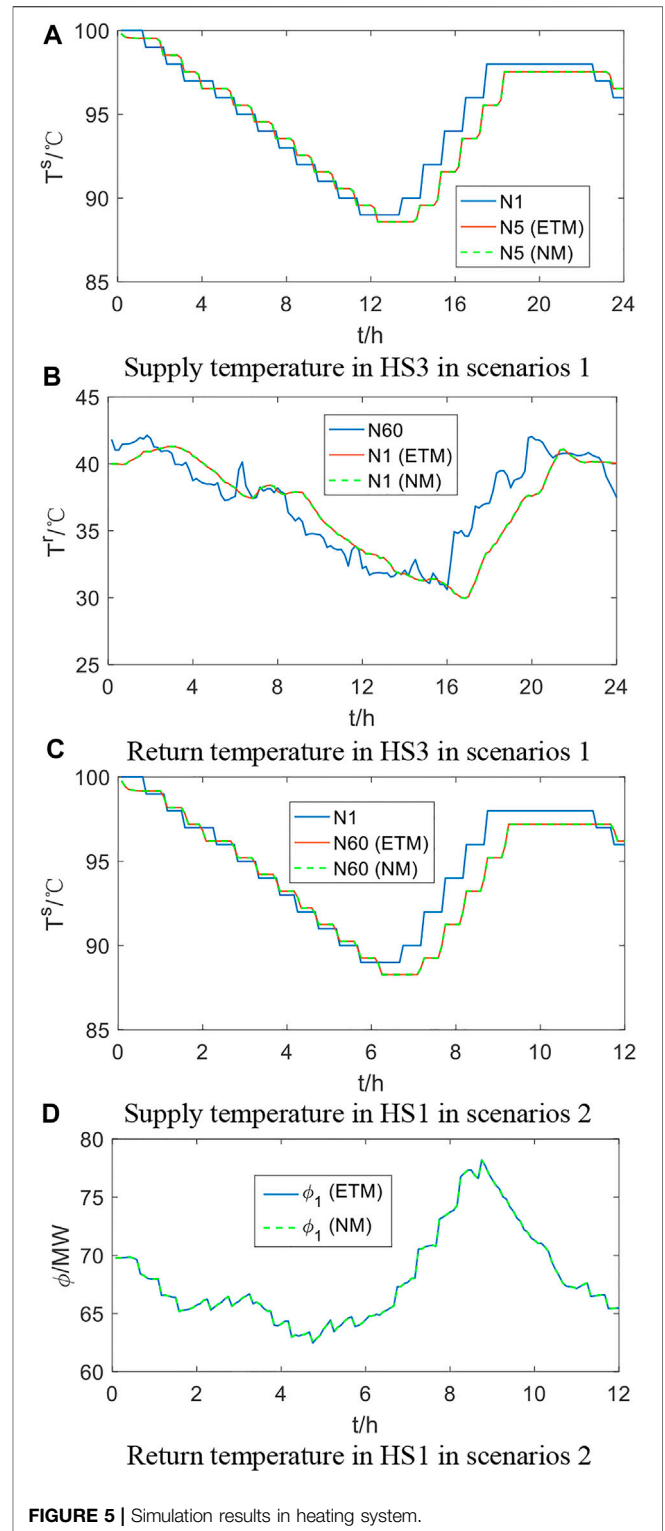 A
100
95
90
85
T^s/℃
N1
N5 (ETM)
N5 (NM)
0 4 8 12 16 20 24
t/h
Supply temperature in HS3 in scenarios 1
B
45
40
35
30
25
T^r/℃
N60
N1 (ETM)
N1 (NM)
0 4 8 12 16 20 24
t/h
Return temperature in HS3 in scenarios 1
C
100
95
90
85
T^s/℃
N1
N60 (ETM)
N60 (NM)
0 2 4 6 8 10 12
t/h
Supply temperature in HS1 in scenarios 2
D
80
75
70
65
60
ϕ/MW
ϕ_1 (ETM)
ϕ_1 (NM)
0 2 4 6 8 10 12
t/h
Return temperature in HS1 in scenarios 2
FIGURE 5 | Simulation results in heating system.